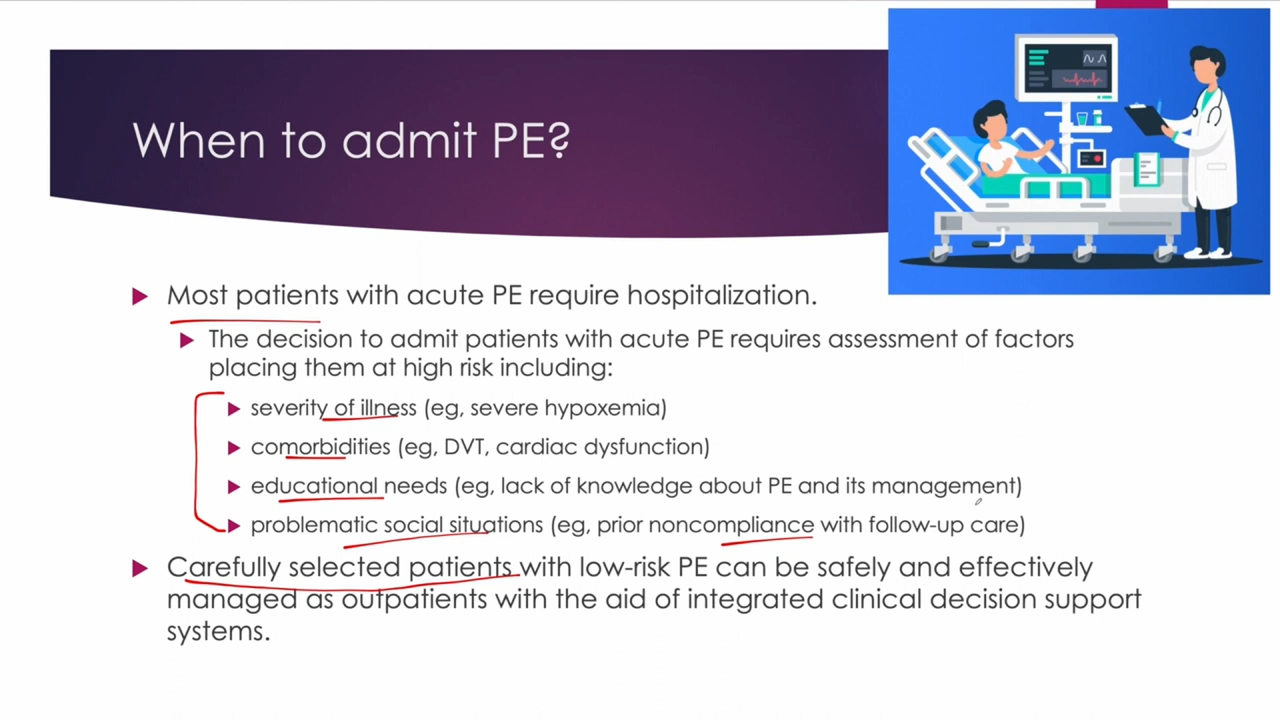 When to admit PE?
Most patients with acute PE require hospitalization.
The decision to admit patients with acute PE requires assessment of factors
placing them at high risk including:
severity of illness (eg, severe hypoxemia)
comorbidities (eg, DVT, cardiac dysfunction)
educational needs (eg, lack of knowledge about PE and its management)
problematic social situations (eg, prior noncompliance with follow-up care)
Carefully selected patients with low-risk PE can be safely and effectively
managed as outpatients with the aid of integrated clinical decision support
systems.